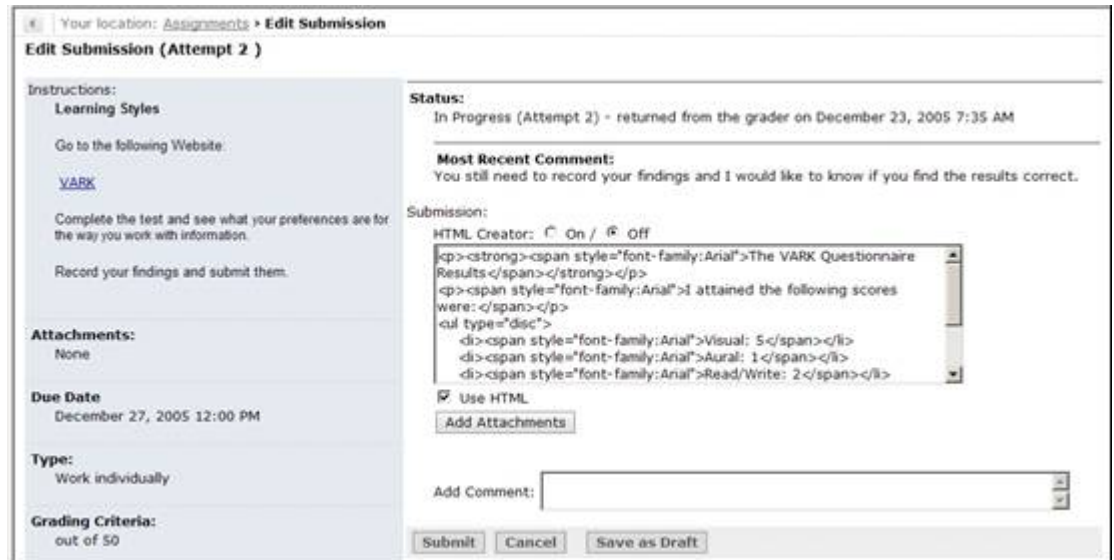 Your location: Assignments › Edit Submission
Edit Submission (Attempt 2 )
Instructions:
Learning Styles
Go to the following Website:
VARK
Complete the test and see what your preferences are for
the way you work with information.
Record your findings and submit them.
Attachments:
None
Due Date
December 27, 2005 12:00 PM
Type:
Work individually
Grading Criteria:
out of 50
Status:
In Progress (Attempt 2) - returned from the grader on December 23, 2005 7:35 AM
Most Recent Comment:
You still need to record your findings and I would like to know if you find the results correct.
Submission:
HTML Creator: On / Off
<p><strong><span style="font-family:Arial">The VARK Questionnaire
Results</span></strong></p>
<p><span style="font-family:Arial">I attained the following scores
were:</span></p>
<ul type="disc">
<li><span style="font-family:Arial">Visual: 5</span></li>
<li><span style="font-family:Arial">Aural: 1</span></li>
<li><span style="font-family:Arial">Read/Write: 2</span></li>
Use HTML
Add Attachments
Add Comment:
Submit Cancel Save as Draft